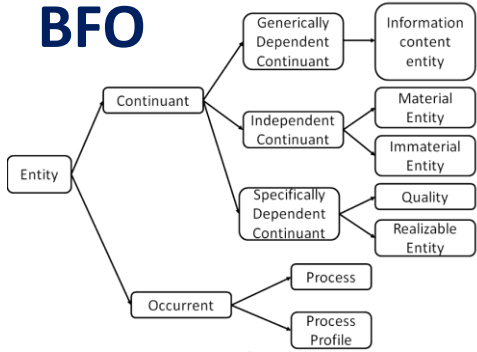 BFO
Generically
Dependent
Continuant
Information
content
entity
Continuant
Independent
Continuant
Material
Entity
Immaterial
Entity
Entity
Specifically
Dependent
Continuant
Quality
Realizable
Entity
Occurrent
Process
Process
Profile